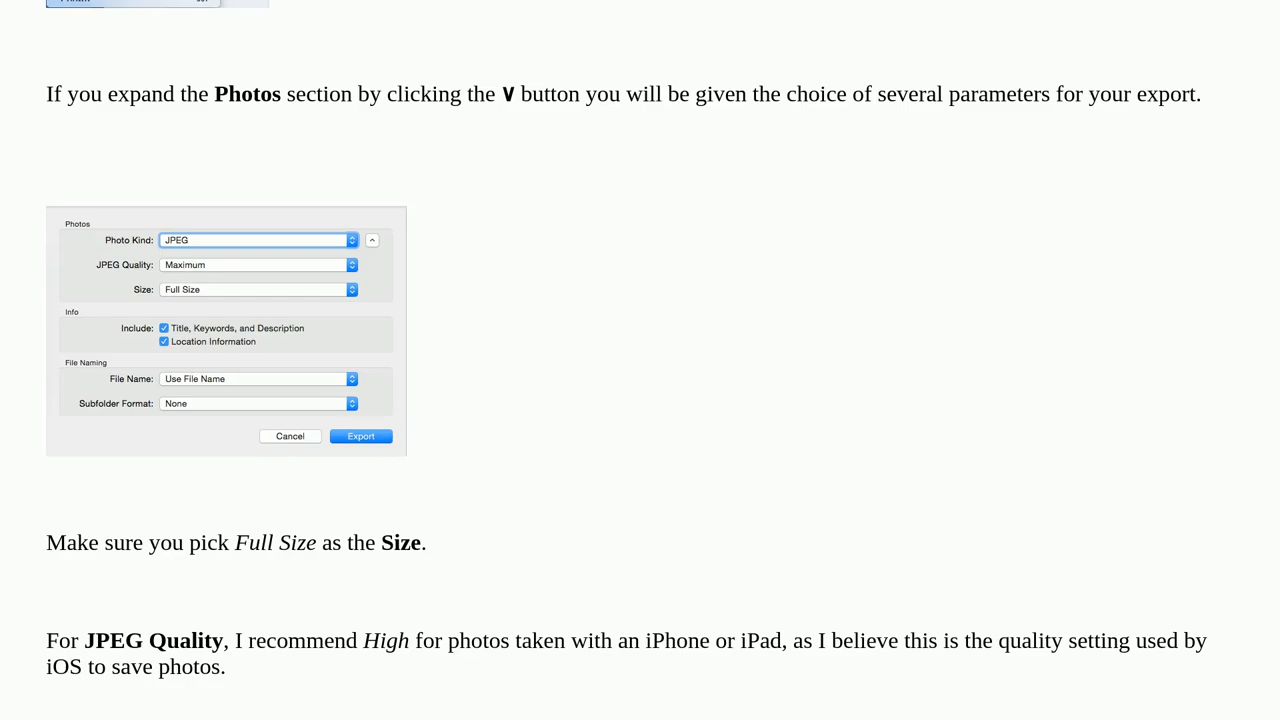 If you expand the Photos section by clicking the ∨ button you will be given the choice of several parameters for your export.
Photos
Photo Kind: JPEG
JPEG Quality: Maximum
Size: Full Size
Info
Include: Title, Keywords, and Description
Location Information
File Naming
File Name: Use File Name
Subfolder Format: None
Cancel Export
Make sure you pick Full Size as the Size.
For JPEG Quality, I recommend High for photos taken with an iPhone or iPad, as I believe this is the quality setting used by
iOS to save photos.